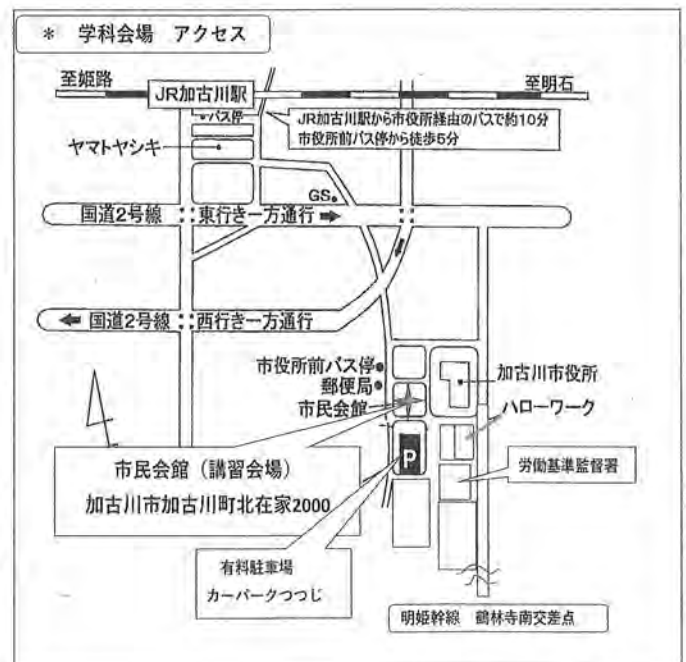 * 学科会場 アクセス
至姫路
JR加古川駅
至明石
バス停
JR加古川駅から市役所経由のバスで約10分
市役所前バス停から徒歩5分
ヤマトヤシキ
GS
国道2号線 東行き一方通行
国道2号線 西行き一方通行
市役所前バス停
郵便局
市民会館
加古川市役所
ハローワーク
P
市民会館(講習会場)
加古川市加古川町北在家2000
労働基準監督署
有料駐車場
カーパークつつじ
明姫幹線 鶴林寺南交差点